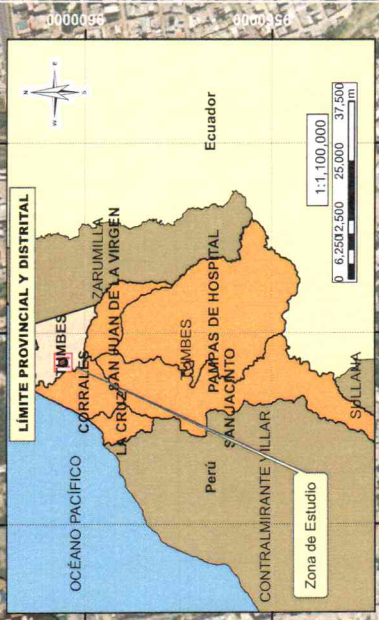 LÍMITE PROVINCIAL Y DISTRITAL
N
W
E
S
OCÉANO PACÍFICO
TUMBES
ZARUMILLA
CORRALES
LA CRUZ
SAN JUAN DE LA VIRGEN
Ecuador
TUMBES
PAMPAS DE HOSPITAL
SAN JACINTO
Perú
CONTRALMIRANTE VILLAR
SULLANA
Zona de Estudio
1:1,100,000
0 6,250 12,500 25,000 37,500
m
9600000